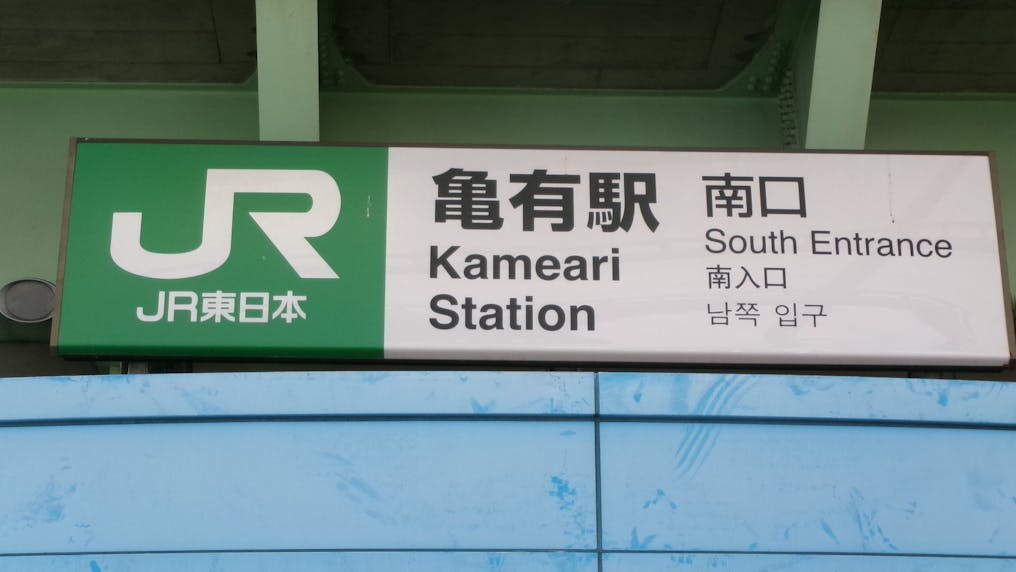 JR
JR東日本
亀有駅
Kameari
Station
南口
South Entrance
南入口
남쪽 입구